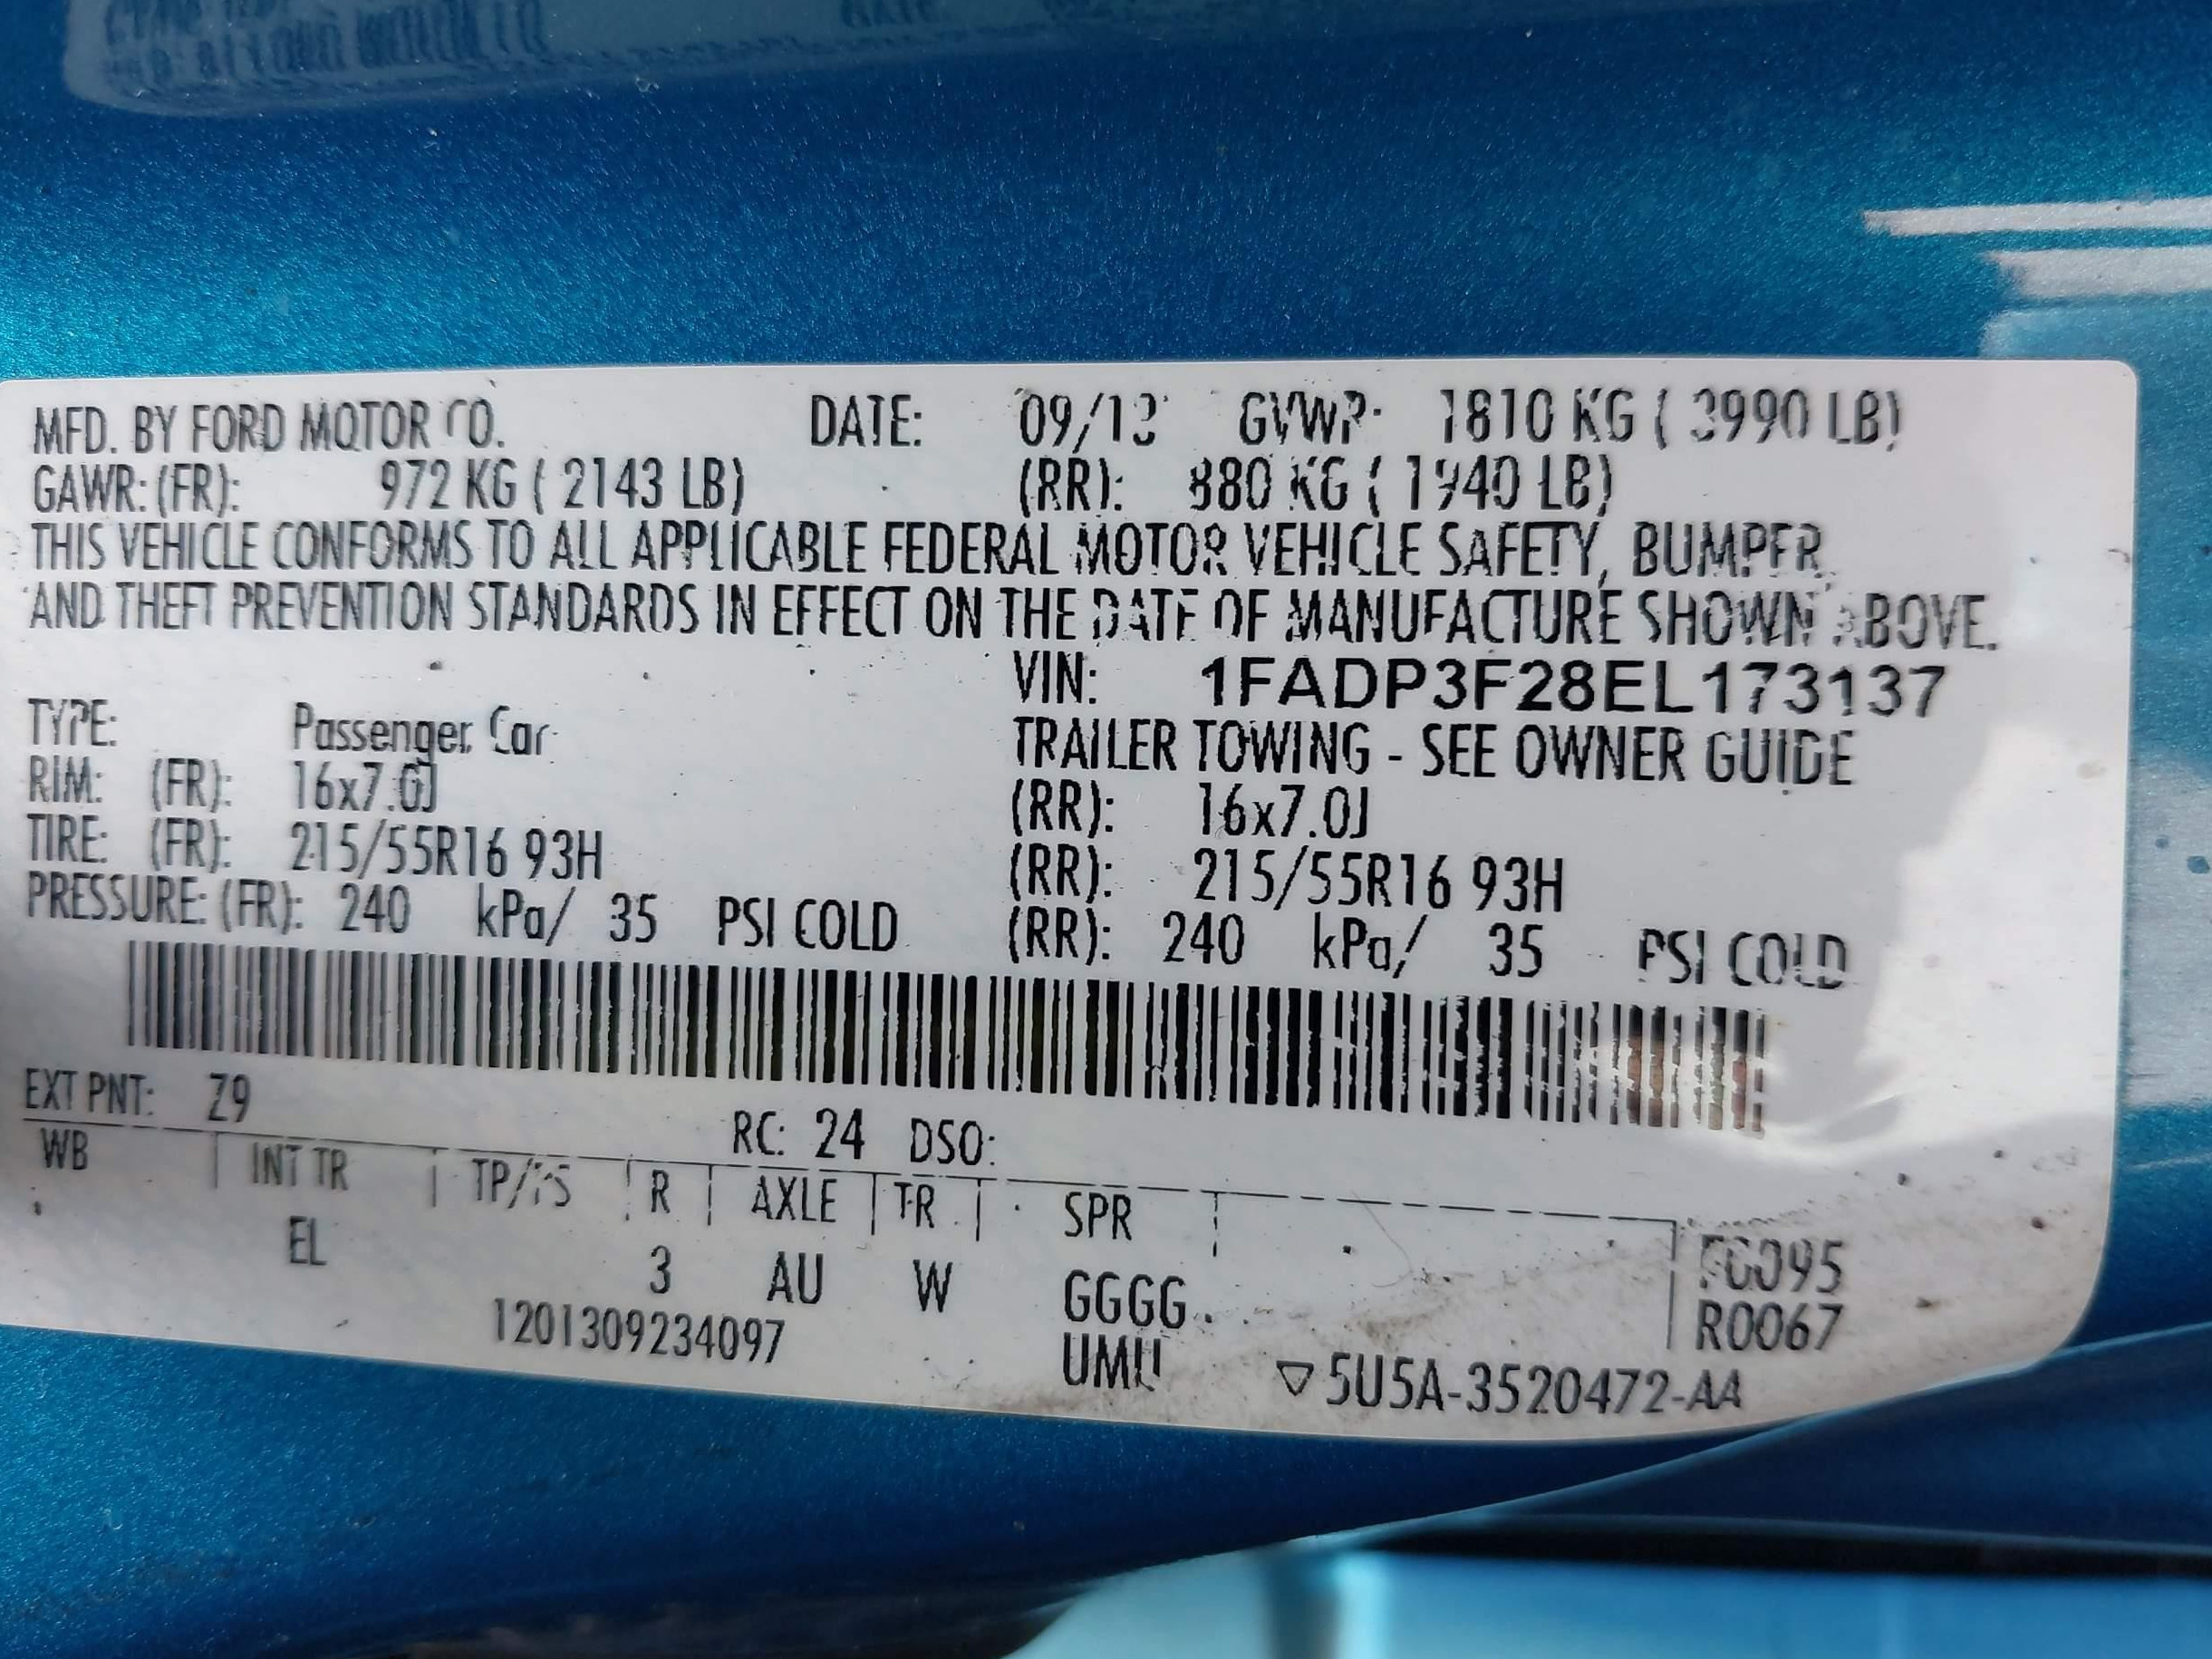 MFD. BY FORD MOTOR CO. DATE: 09/13 GVWR: 1810 KG ( 3990 LB)
GAWR: (FR): 972 KG ( 2143 LB) (RR): 880 KG ( 1940 LB)
THIS VEHICLE CONFORMS TO ALL APPLICABLE FEDERAL MOTOR VEHICLE SAFETY, BUMPER,
AND THEFT PREVENTION STANDARDS IN EFFECT ON THE DATE OF MANUFACTURE SHOWN ABOVE.
VIN: 1FADP3F28EL173137
TYPE: Passenger Car TRAILER TOWING - SEE OWNER GUIDE
RIM: (FR): 16x7.0J (RR): 16x7.0J
TIRE: (FR): 215/55R16 93H (RR): 215/55R16 93H
PRESSURE: (FR): 240 kPa/ 35 PSI COLD (RR): 240 kPa/ 35 PSI COLD
EXT PNT: Z9 RC: 24 DSO:
WB INT TR TP/PS R AXLE TR SPR
EL 3 AU W GGGG
R0067
1201309234097 UMU ▽5U5A-3520472-AA